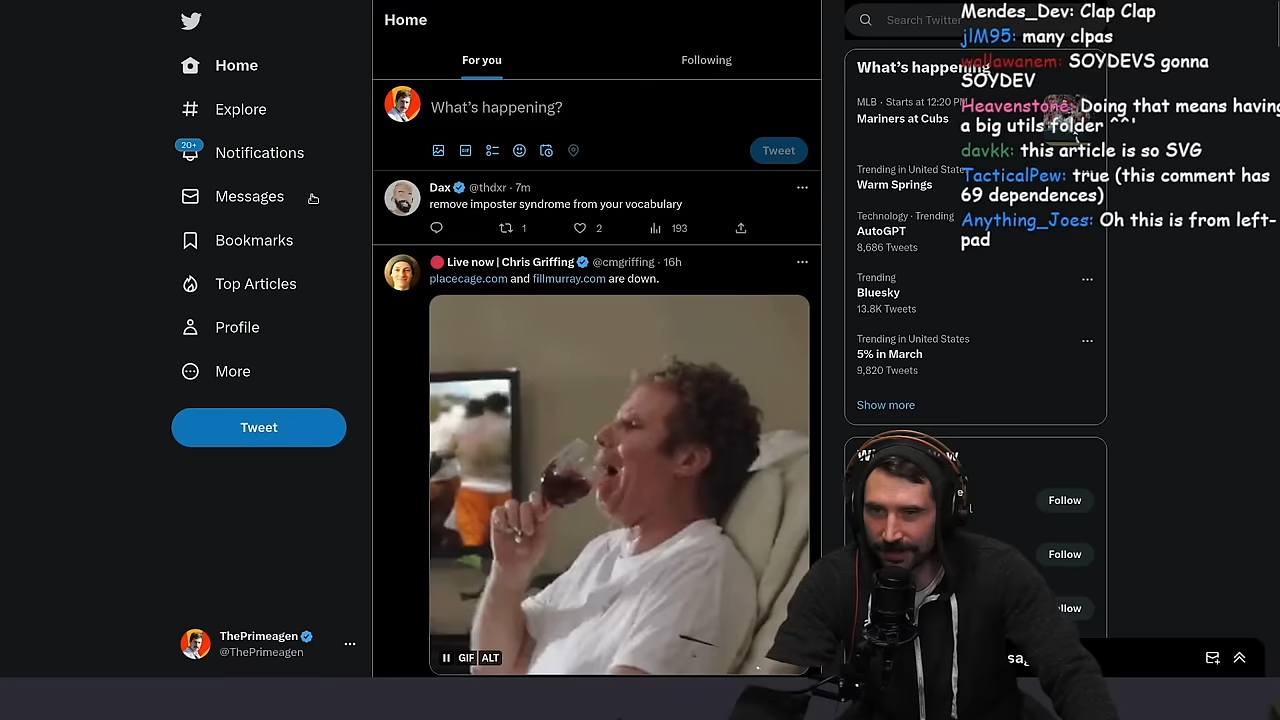 Home
Explore
20+
Notifications
Messages
Bookmarks
Top Articles
Profile
More
Tweet
ThePrimeagen
@ThePrimeagen
Home
For you
Following
What's happening?
Tweet
Dax @thdxr · 7m
remove imposter syndrome from your vocabulary
1
2
193
Live now | Chris Griffing @cmgriffing · 16h
placecage.com and fillmurray.com are down.
GIF
ALT
Search Twitter
What's happening
MLB · Starts at 12:20 PM
Mariners at Cubs
Trending in United States
Warm Springs
Technology · Trending
AutoGPT
8,686 Tweets
Trending
Bluesky
13.8K Tweets
Trending in United States
5% in March
9,820 Tweets
Show more
Follow
Follow
Mendes_Dev: Clap Clap
jlM95: many clpas
wallawanem: SOYDEVS gonna
SOYDEV
Heavenstone: Doing that means having
a big utils folder ^^'
davkk: this article is so SVG
TacticalPew: true (this comment has
69 dependences)
Anything_Joes: Oh this is from left-
pad